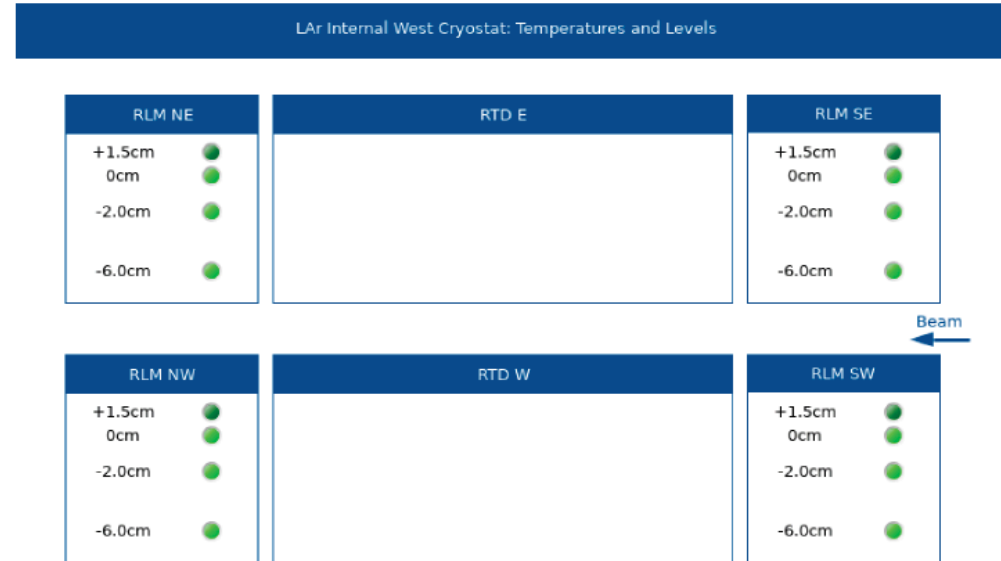 LAr Internal West Cryostat: Temperatures and Levels
RLM NE
+1.5cm
0cm
-2.0cm
-6.0cm
RTD E
RLM SE
+1.5cm
0cm
-2.0cm
-6.0cm
Beam
RLM NW
+1.5cm
0cm
-2.0cm
-6.0cm
RTD W
RLM SW
+1.5cm
0cm
-2.0cm
-6.0cm